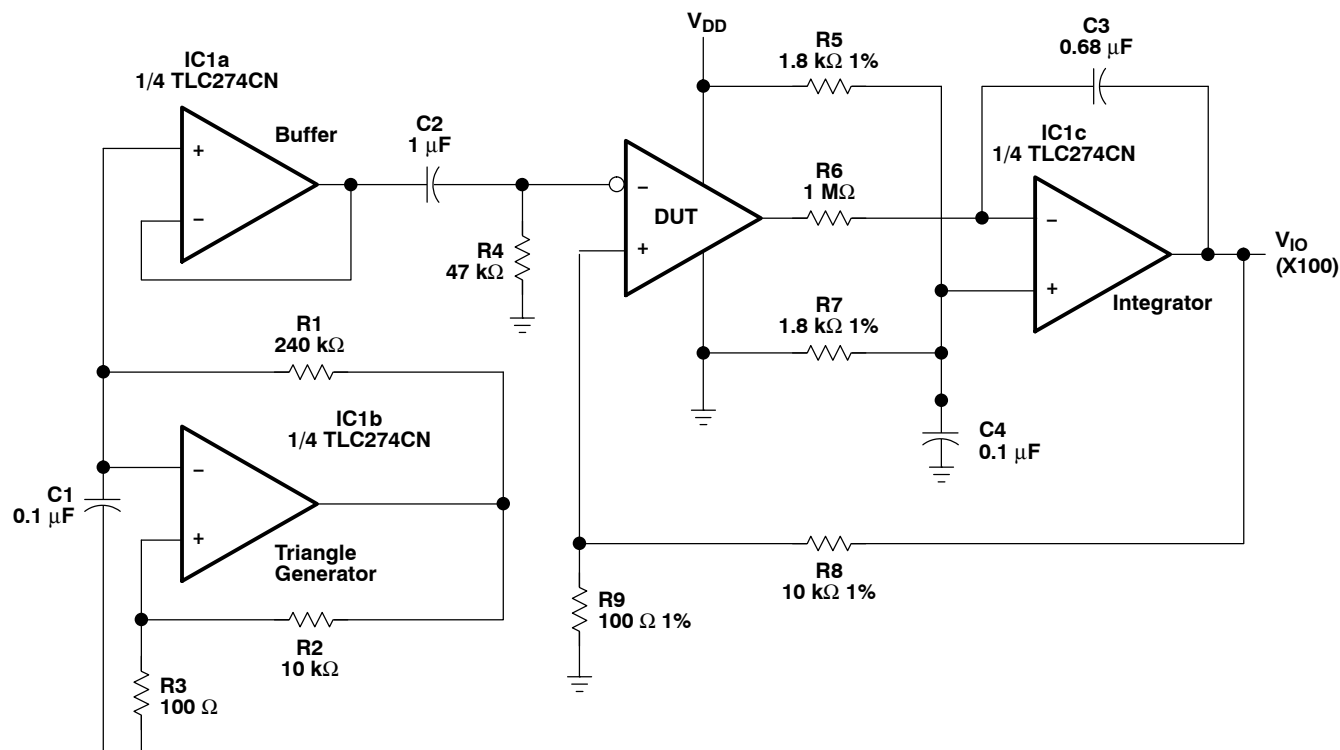 IC1a
1/4 TLC274CN
Buffer
+
−
C2
1 μF
R4
47 kΩ
R1
240 kΩ
IC1b
1/4 TLC274CN
−
+
Triangle
Generator
C1
0.1 μF
R2
10 kΩ
R3
100 Ω
VDD
R5
1.8 kΩ 1%
C3
0.68 μF
IC1c
1/4 TLC274CN
−
DUT
+
R6
1 MΩ
−
+
Integrator
VIO
(X100)
R7
1.8 kΩ 1%
C4
0.1 μF
R8
10 kΩ 1%
R9
100 Ω 1%